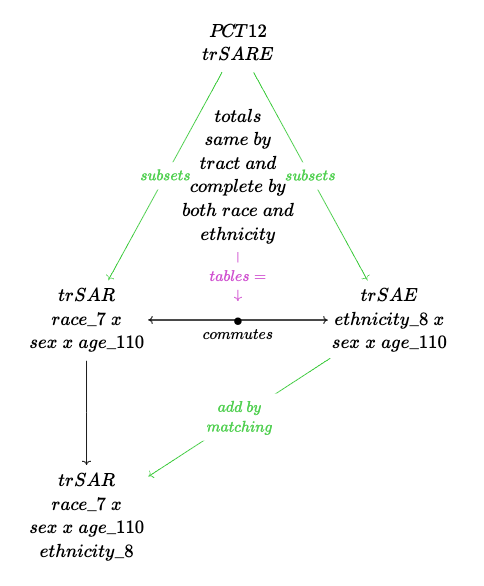 PCT12
trSARE
totals
same by
tract and
subsets
subsets
complete by
both race and
ethnicity
tables =
trSAR
race_7 x
sex x age_110
trSAE
ethnicity_8 x
sex x age_110
commutes
add by
matching
trSAR
race_7 x
sex x age_110
ethnicity_8